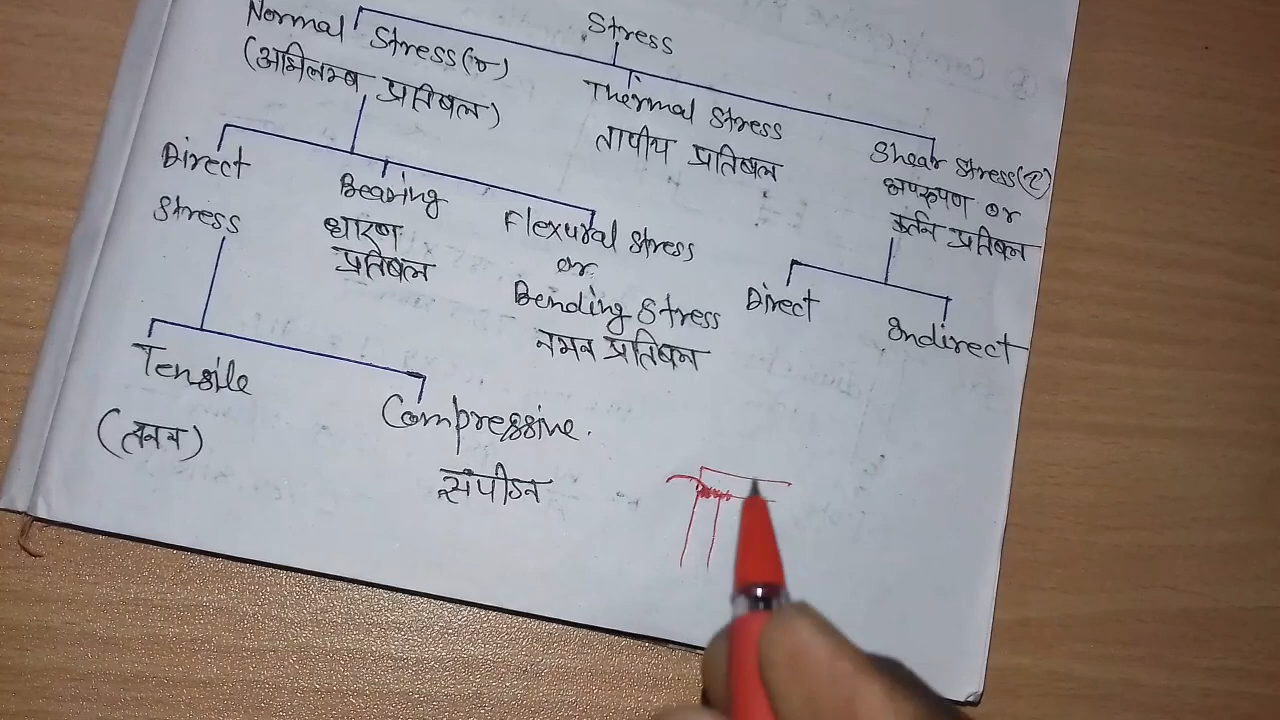 Stress
Normal Stress(σ)
(अभिलम्ब प्रतिबल)
Thermal Stress
तापीय प्रतिबल
Shear Stress(τ)
अपरूपण or
कर्तन प्रतिबल
Direct
Stress
Bearing
धारण
प्रतिबल
Flexural Stress
or
Bending Stress
नमन प्रतिबल
Direct
Indirect
Tensile
(तनन)
Compressive.
संपीडन